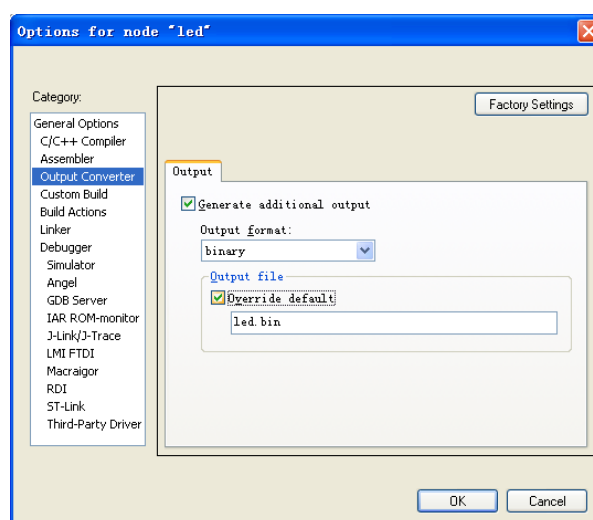 Options for node "led"
Category:
Factory Settings
General Options
C/C++ Compiler
Assembler
Output Converter
Custom Build
Build Actions
Linker
Debugger
Simulator
Angel
GDB Server
IAR ROM-monitor
J-Link/J-Trace
LMI FTDI
Macraigor
RDI
ST-Link
Third-Party Driver
Output
Generate additional output
Output format:
binary
Output file
Override default
led.bin
OK
Cancel